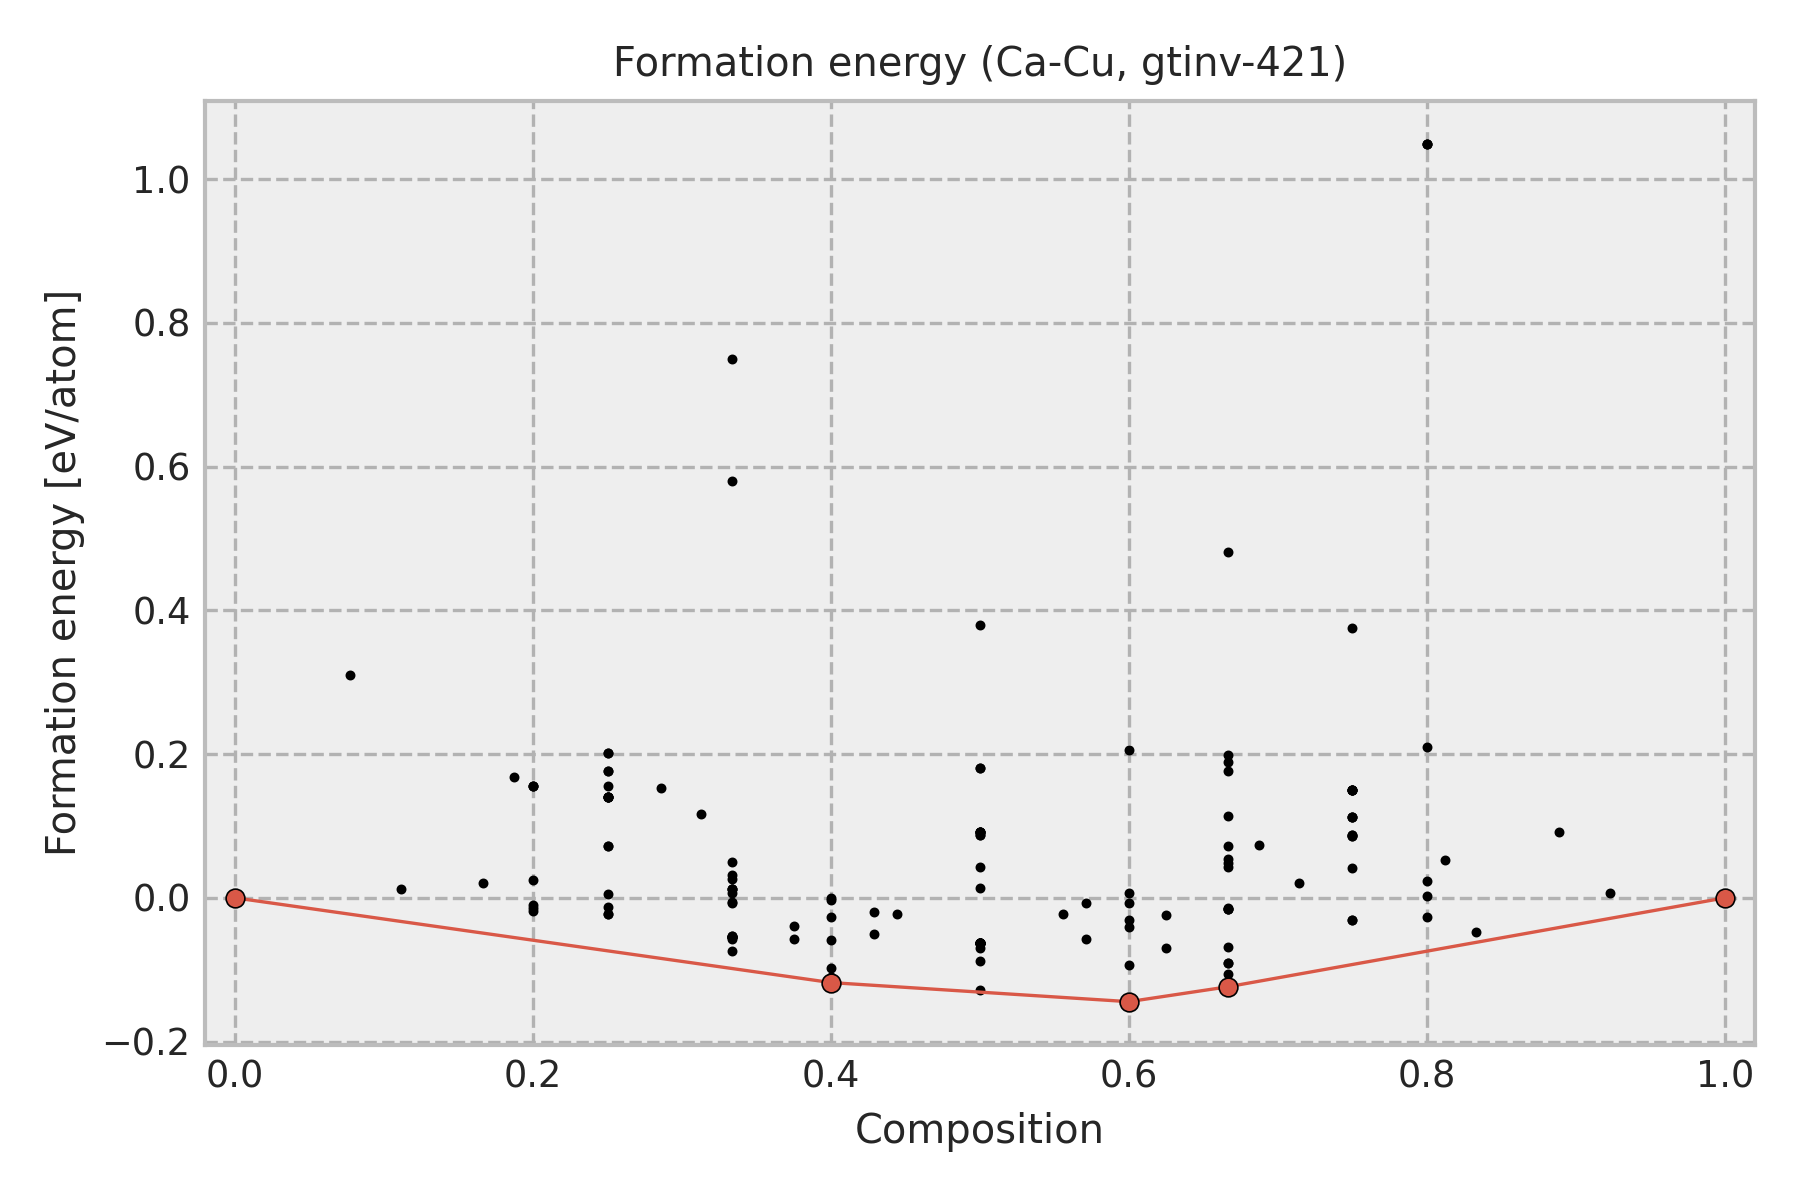 Formation energy (Ca-Cu, gtinv-421)
Formation energy [eV/atom]
1.0
0.8
0.6
0.4
0.2
0.0
−0.2
0.0 0.2 0.4 0.6 0.8 1.0
Composition